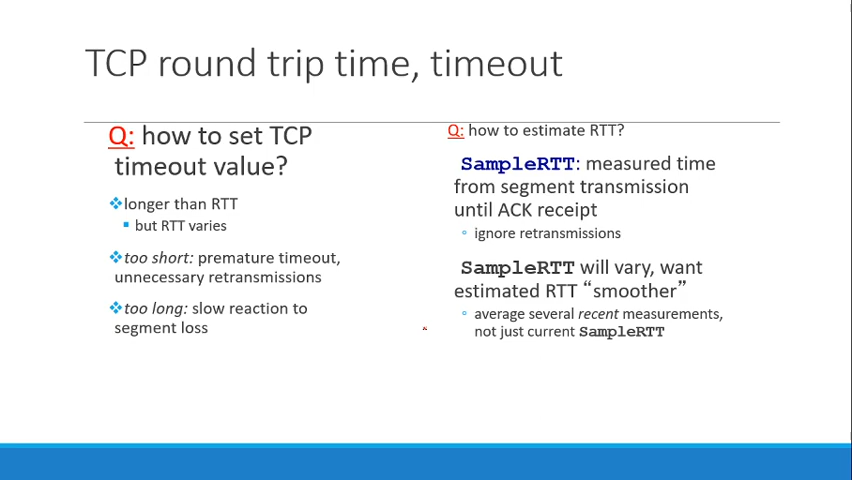 TCP round trip time, timeout
Q: how to set TCP
timeout value?
❖longer than RTT
▪ but RTT varies
❖too short: premature timeout,
unnecessary retransmissions
❖too long: slow reaction to
segment loss
Q: how to estimate RTT?
SampleRTT: measured time
from segment transmission
until ACK receipt
◦ ignore retransmissions
SampleRTT will vary, want
estimated RTT “smoother”
◦ average several recent measurements,
not just current SampleRTT